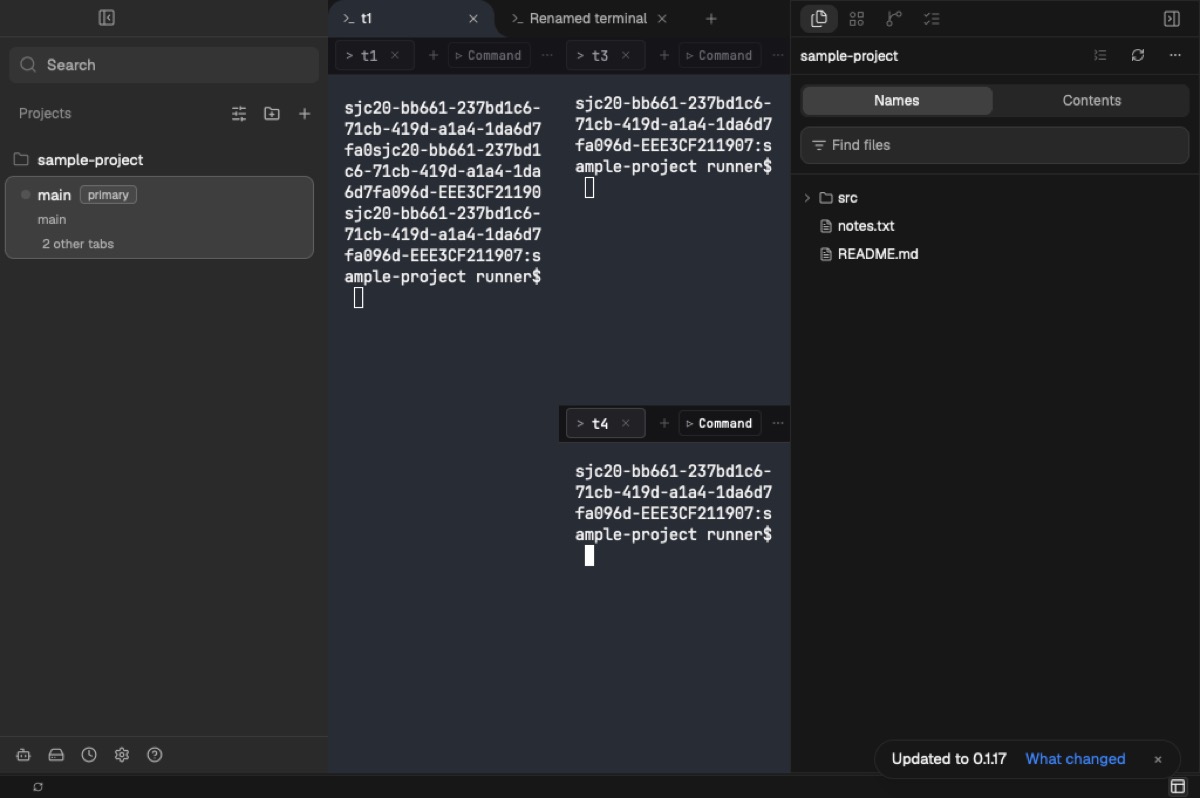 Search
Projects
sample-project
main primary
main
2 other tabs
t1
Renamed terminal
> t1
Command
sjc20-bb661-237bd1c6-
71cb-419d-a1a4-1da6d7
fa0sjc20-bb661-237bd1
c6-71cb-419d-a1a4-1da
6d7fa096d-EEE3CF21190
sjc20-bb661-237bd1c6-
71cb-419d-a1a4-1da6d7
fa096d-EEE3CF211907:s
ample-project runner$
> t3
Command
sjc20-bb661-237bd1c6-
71cb-419d-a1a4-1da6d7
fa096d-EEE3CF211907:s
ample-project runner$
> t4
Command
sjc20-bb661-237bd1c6-
71cb-419d-a1a4-1da6d7
fa096d-EEE3CF211907:s
ample-project runner$
sample-project
Names Contents
Find files
src
notes.txt
README.md
Updated to 0.1.17 What changed